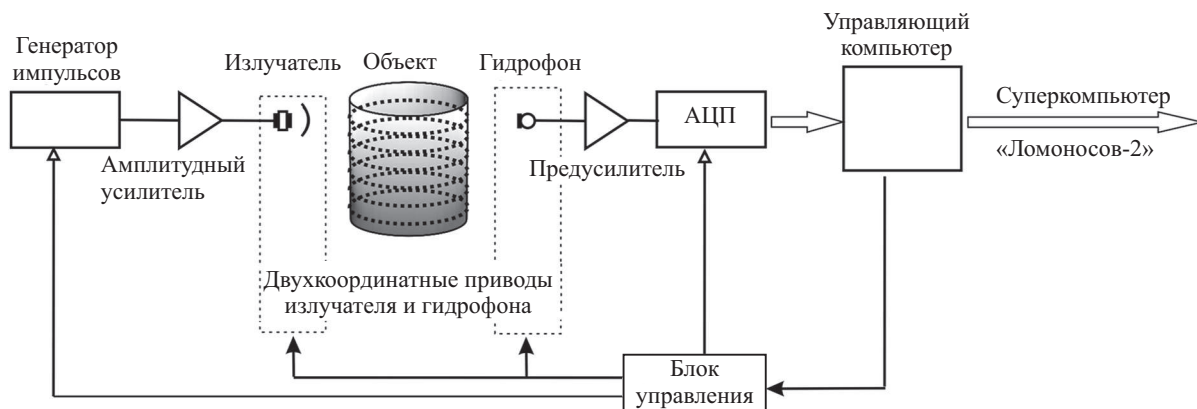 Генератор
импульсов
Амплитудный
усилитель
Излучатель
Объект
Гидрофон
Предусилитель
АЦП
Управляющий
компьютер
Суперкомпьютер
«Ломоносов-2»
Двухкоординатные приводы
излучателя и гидрофона
Блок
управления